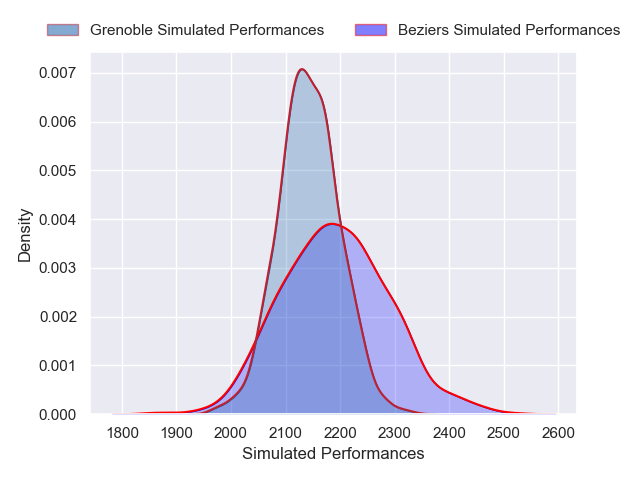 Grenoble Simulated Performances Beziers Simulated Performances
0.007
0.006
0.005
0.004
0.003
0.002
0.001
0.000
Density
1800 1900 2000 2100 2200 2300 2400 2500 2600
Simulated Performances